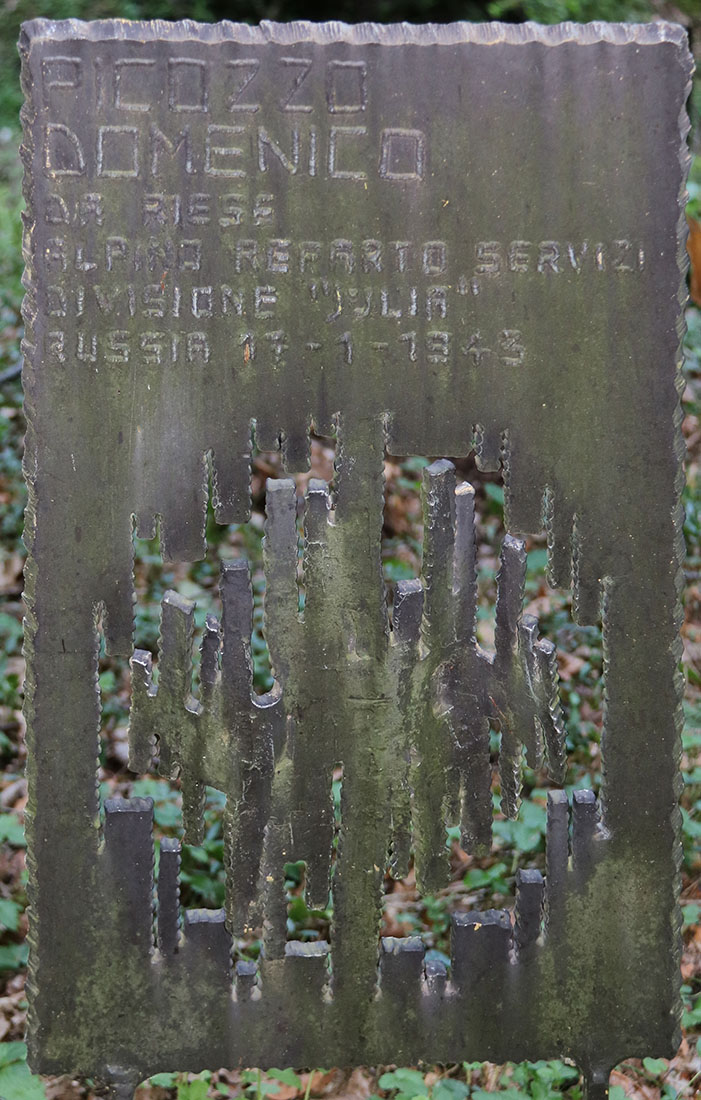 PICOZZO
DOMENICO
DA RIESE
ALPINO REPARTO SERVIZI
DIVISIONE "JULIA"
RUSSIA 17-1-1943